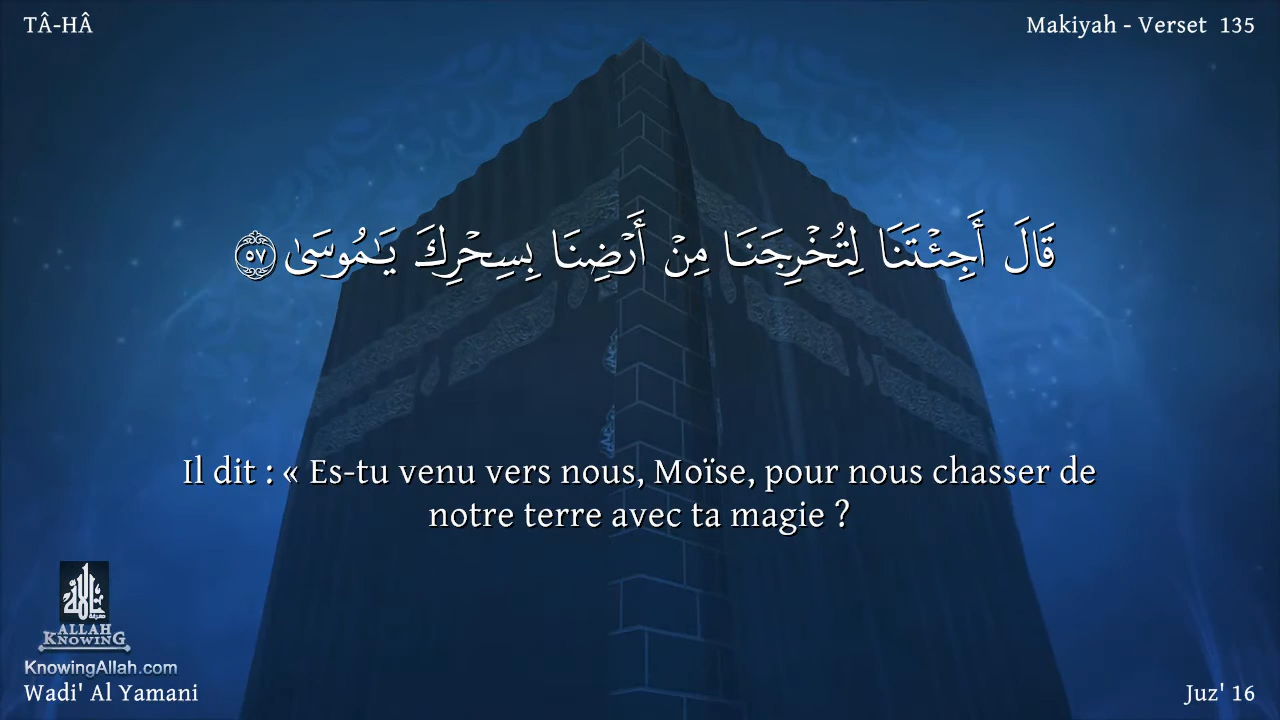 TÂ-HÂ
Makiyah - Verset 135
قَالَ أَجِئْتَنَا لِتُخْرِجَنَا مِنْ أَرْضِنَا بِسِحْرِكَ يَـٰمُوسَىٰ ٥٧
Il dit : « Es-tu venu vers nous, Moïse, pour nous chasser de
notre terre avec ta magie ?
ALLAH
KNOWING
KnowingAllah.com
Wadi' Al Yamani
Juz' 16